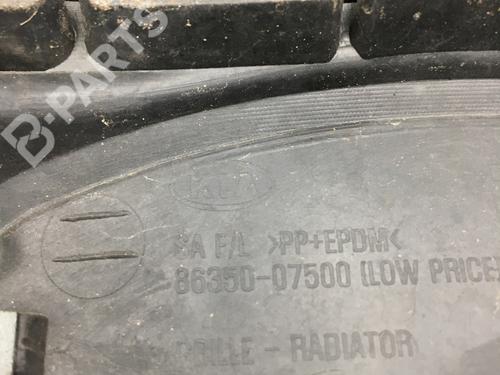 B-PARTS
KIA
SA F/L >PP+EPDM<
86350-07500 (LOW PRICE)
GRILLE - RADIATOR